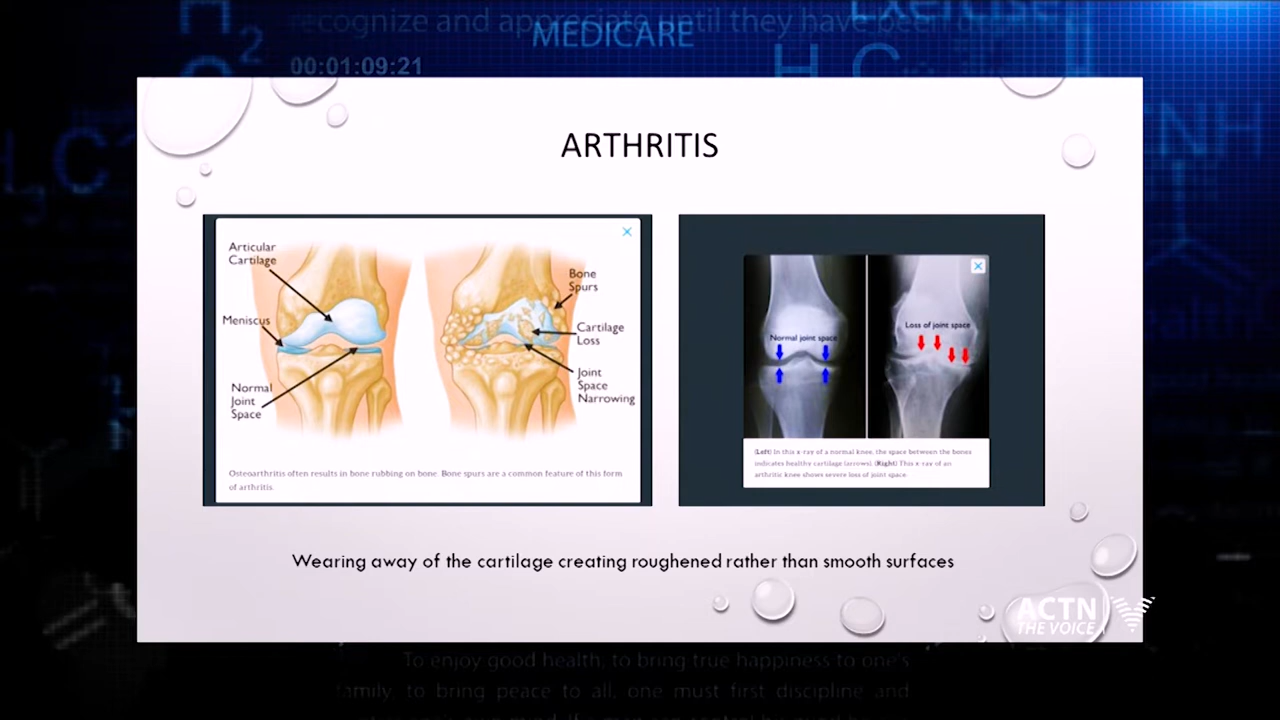 recognize and appreciate until they have been
Exercise
MEDICARE
H
2
00:01:09:21
H
C
NH
ARTHRITIS
Articular
Cartilage
Meniscus
Normal
Joint
Space
Bone
Spurs
Cartilage
Loss
Joint
Space
Narrowing
Osteoarthritis often results in bone rubbing on bone. Bone spurs are a common feature of this form
of arthritis.
Normal joint space
Loss of joint space
(Left) In this x-ray of a normal knee, the space between the bones
indicates healthy cartilage (arrows). (Right) This x-ray of an
arthritic knee shows severe loss of joint space.
Wearing away of the cartilage creating roughened rather than smooth surfaces
ACTN
THE VOICE
To enjoy good health, to bring true happiness to one's
family, to bring peace to all, one must first discipline and